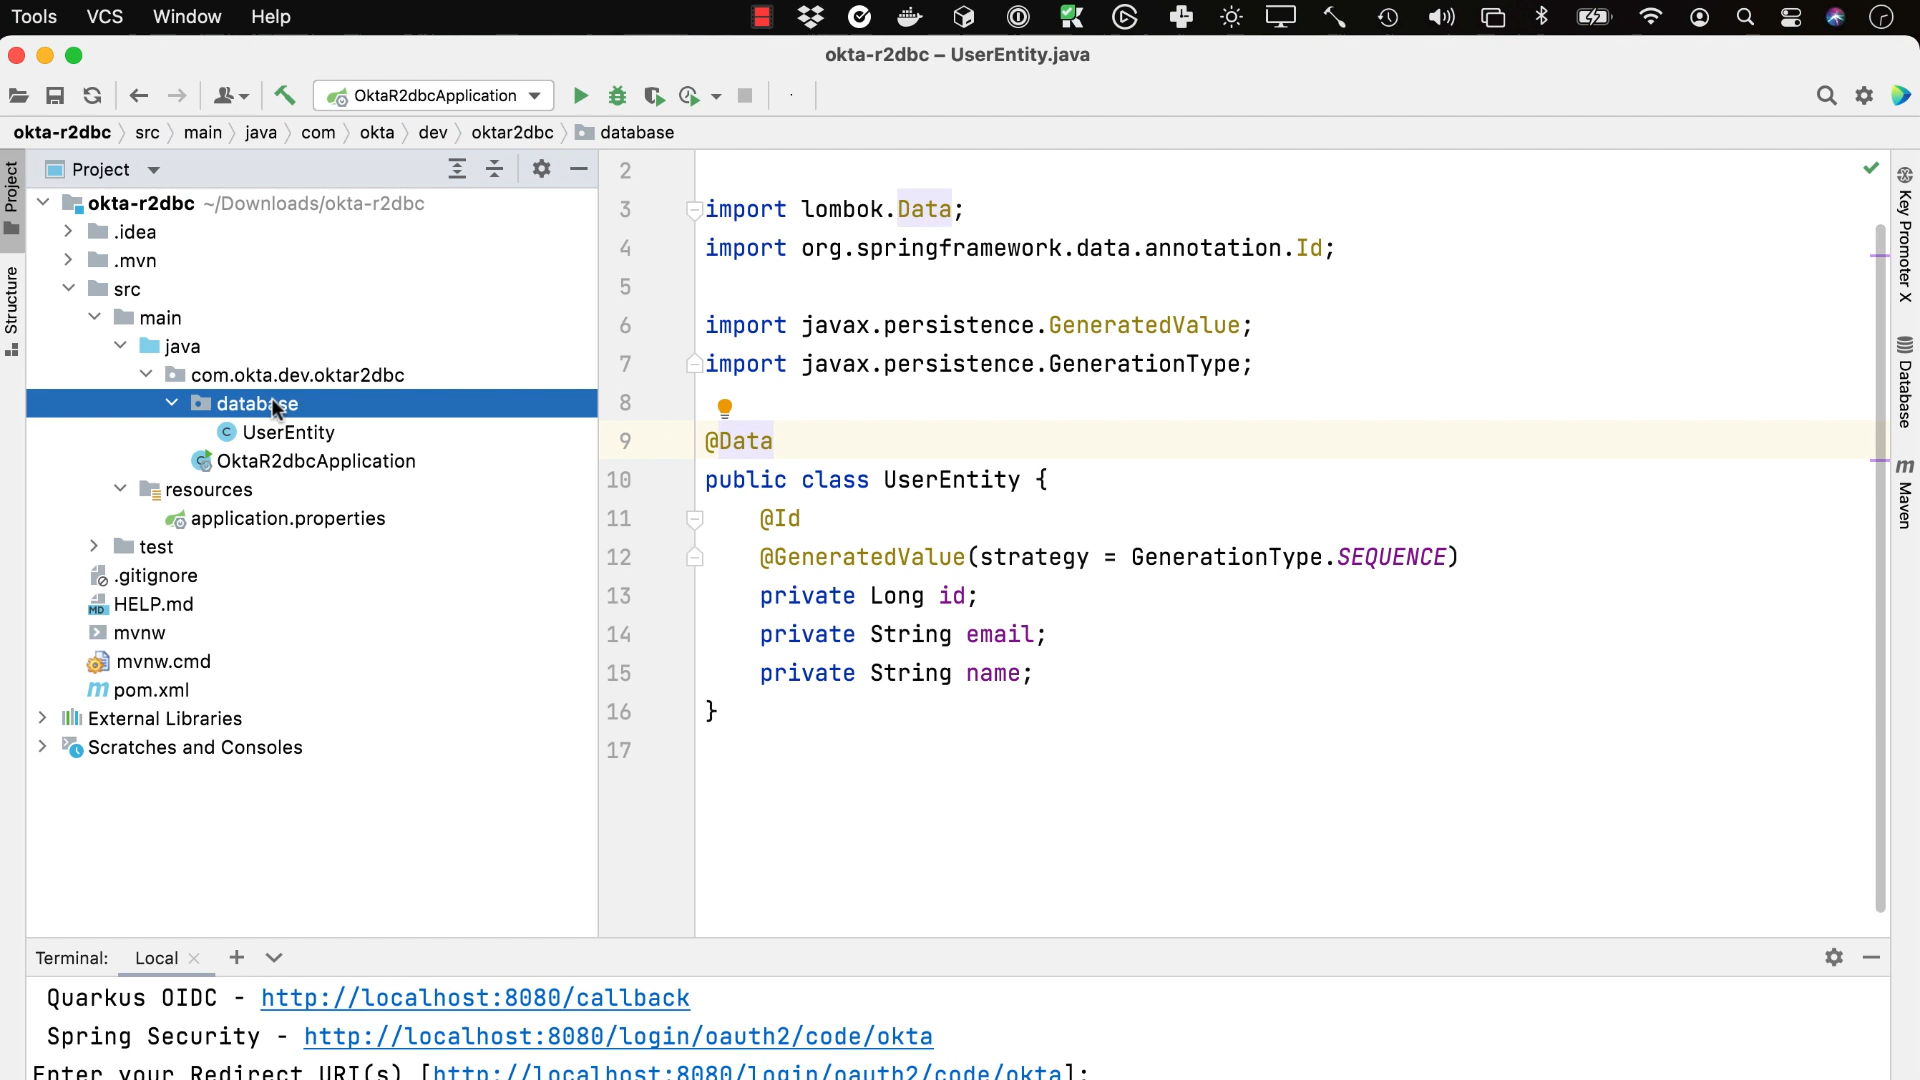 Tools VCS Window Help
okta-r2dbc – UserEntity.java
OktaR2dbcApplication
okta-r2dbc src main java com okta dev oktar2dbc database
Project
Project
Structure
okta-r2dbc ~/Downloads/okta-r2dbc
.idea
.mvn
src
main
java
com.okta.dev.oktar2dbc
database
UserEntity
OktaR2dbcApplication
resources
application.properties
test
.gitignore
HELP.md
mvnw
mvnw.cmd
pom.xml
External Libraries
Scratches and Consoles
2
3 import lombok.Data;
4 import org.springframework.data.annotation.Id;
5
6 import javax.persistence.GeneratedValue;
7 import javax.persistence.GenerationType;
8
9 @Data
10 public class UserEntity {
11 @Id
12 @GeneratedValue(strategy = GenerationType.SEQUENCE)
13 private Long id;
14 private String email;
15 private String name;
16 }
17
Key Promoter X
Database
Maven
Terminal: Local
Quarkus OIDC - http://localhost:8080/callback
Spring Security - http://localhost:8080/login/oauth2/code/okta
Enter your Redirect URI(s) [http://localhost:8080/login/oauth2/code/okta]: